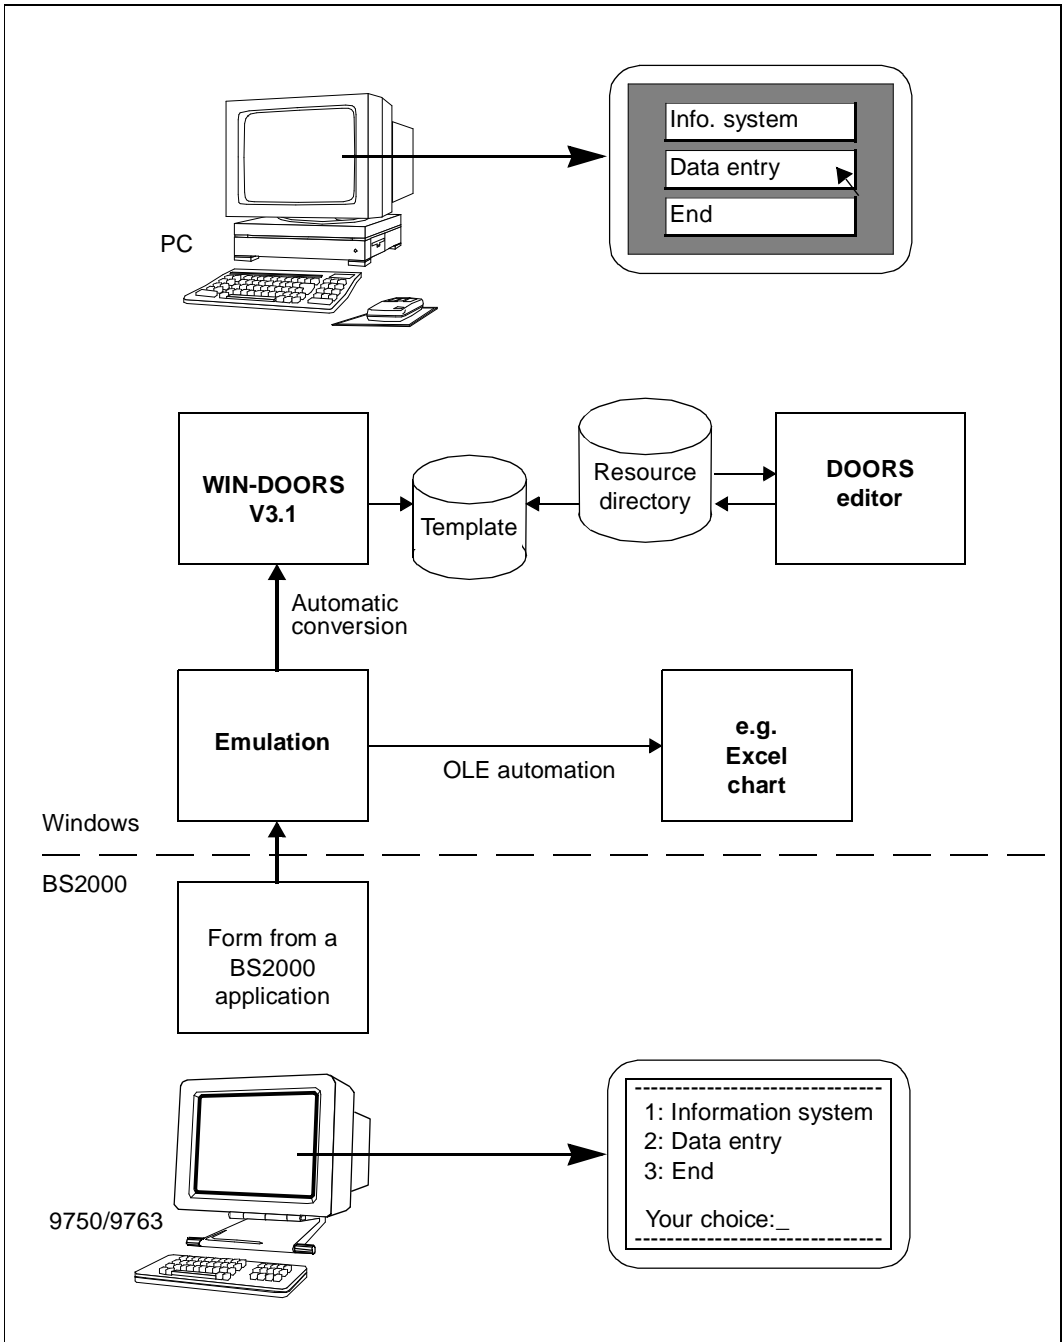 Info. system
Data entry
End
PC
WIN-DOORS
V3.1
Template
Resource
directory
DOORS
editor
Automatic
conversion
Emulation
OLE automation
e.g.
Excel
chart
Windows
BS2000
Form from a
BS2000
application
9750/9763
1: Information system
2: Data entry
3: End
Your choice:_